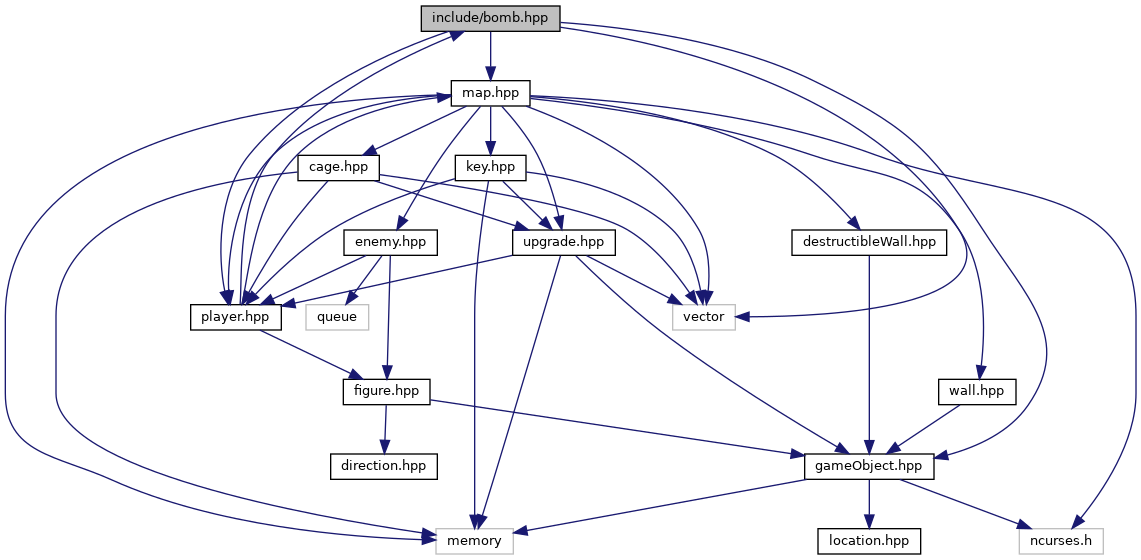 include/bomb.hpp
map.hpp
cage.hpp
key.hpp
enemy.hpp
upgrade.hpp
destructibleWall.hpp
player.hpp
queue
vector
figure.hpp
wall.hpp
direction.hpp
gameObject.hpp
memory
location.hpp
ncurses.h